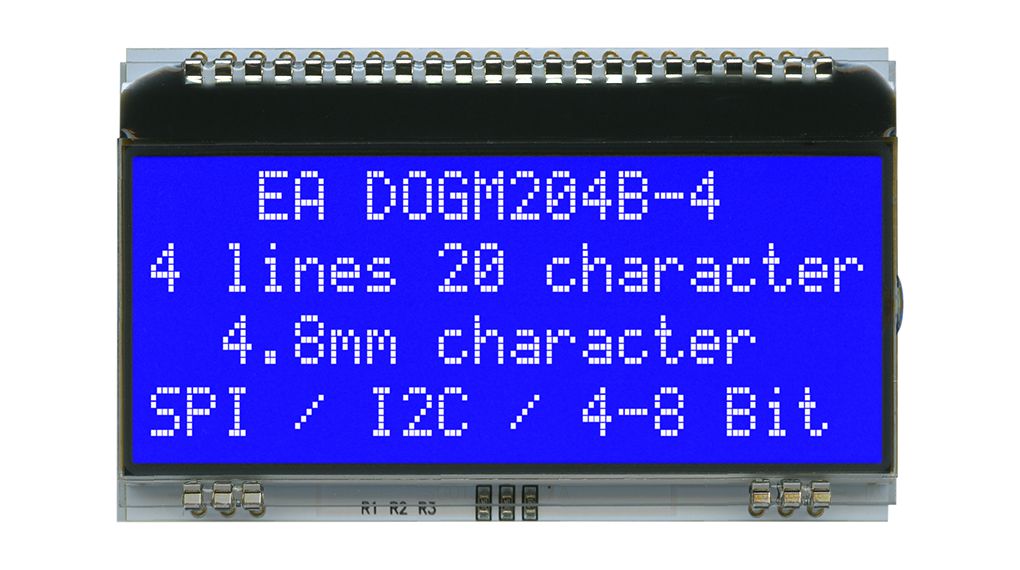 EA DOGM204B-4
4 lines 20 character
4.8mm character
SPI / I2C / 4-8 Bit
R1 R2 R3